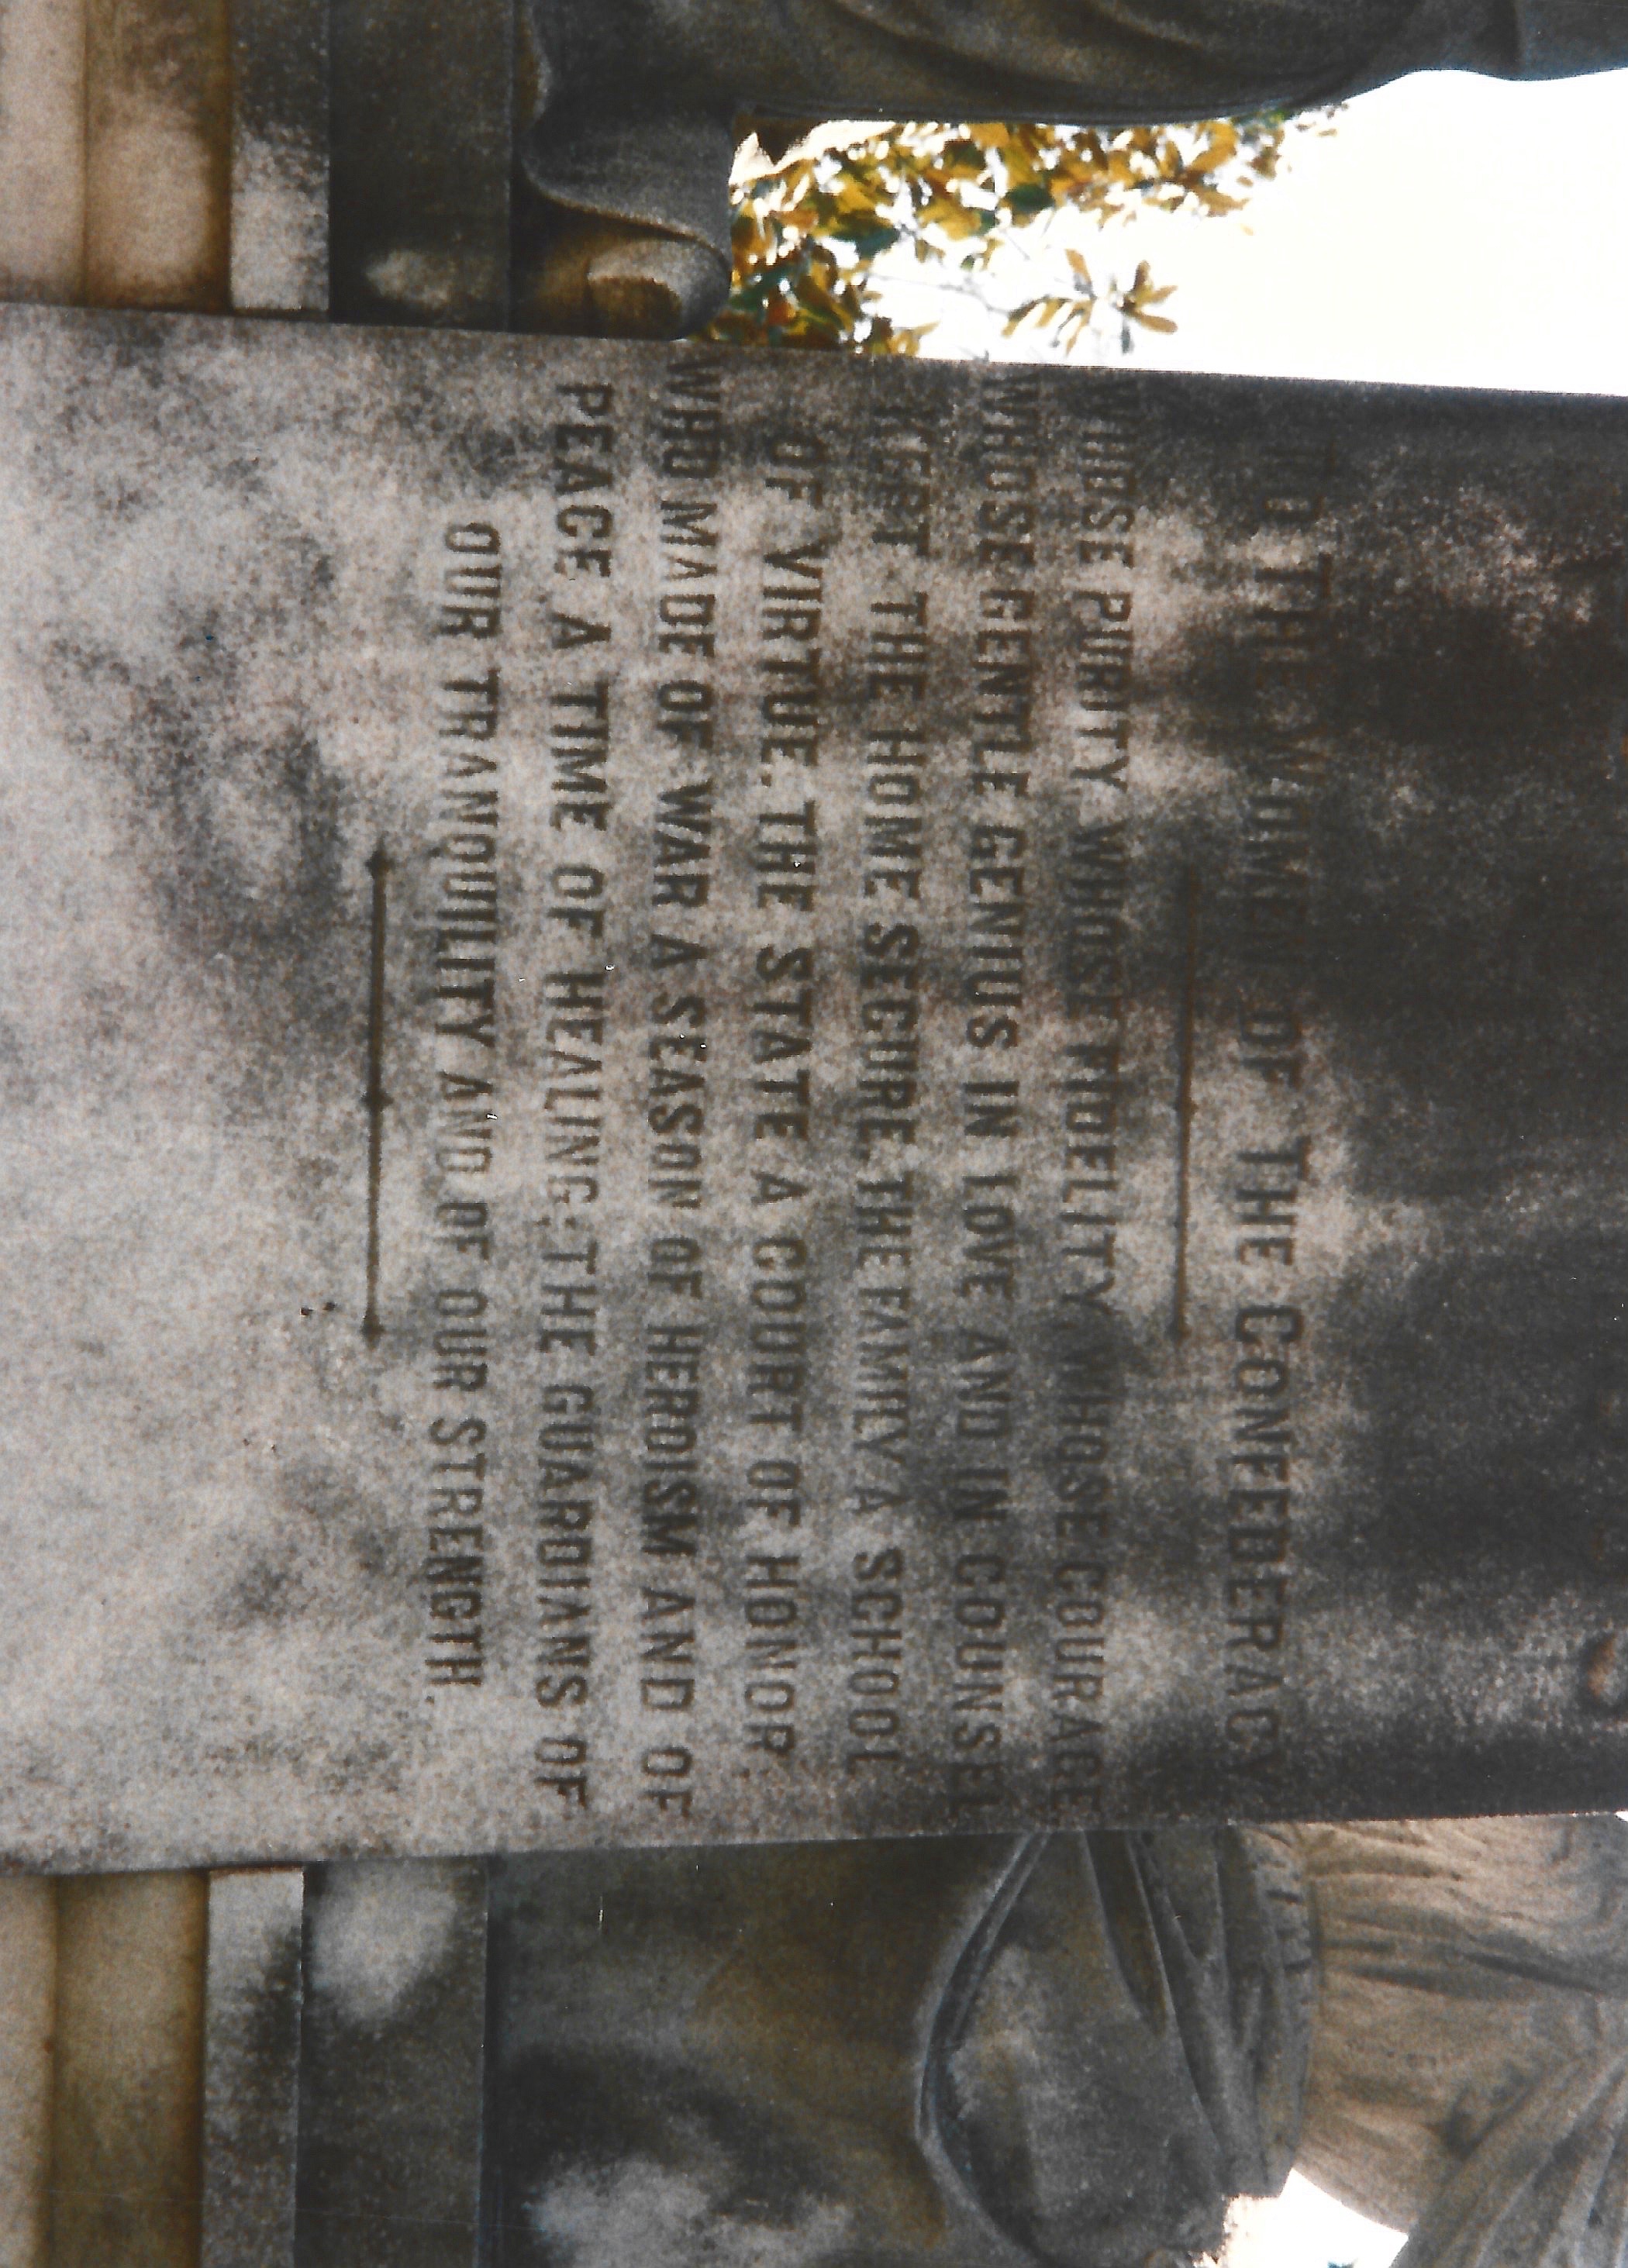 TO THE WOMEN OF THE CONFEDERACY
WHOSE PURITY, WHOSE FIDELITY, WHOSE COURAGE,
WHOSE GENTLE GENIUS IN LOVE AND IN COUNSEL
KEPT THE HOME SECURE, THE FAMILY A SCHOOL
OF VIRTUE, THE STATE A COURT OF HONOR,
WHO MADE OF WAR A SEASON OF HEROISM AND OF
PEACE A TIME OF HEALING; THE GUARDIANS OF
OUR TRANQUILITY AND OF OUR STRENGTH.